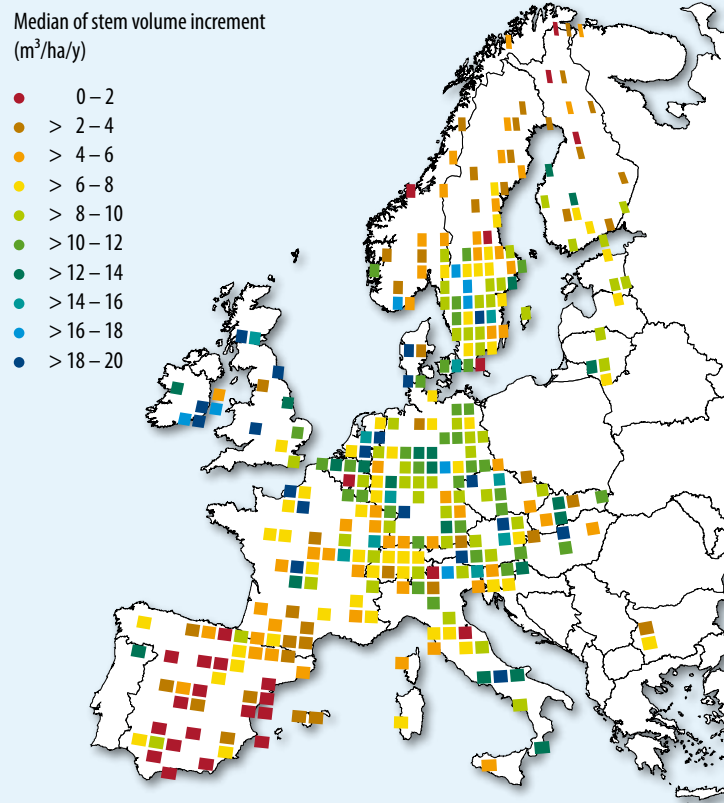 Median of stem volume increment
(m³/ha/y)
0 – 2
> 2 – 4
> 4 – 6
> 6 – 8
> 8 – 10
> 10 – 12
> 12 – 14
> 14 – 16
> 16 – 18
> 18 – 20